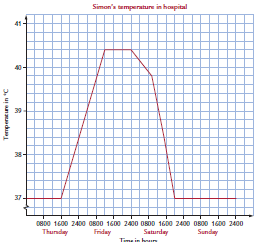 Simon's temperature in hospital
41
40
39
38
37
Temperature in °C
0800 1600 2400 0800 1600 2400 0800 1600 2400 0800 1600 2400
Thursday Friday Saturday Sunday
Time in hours